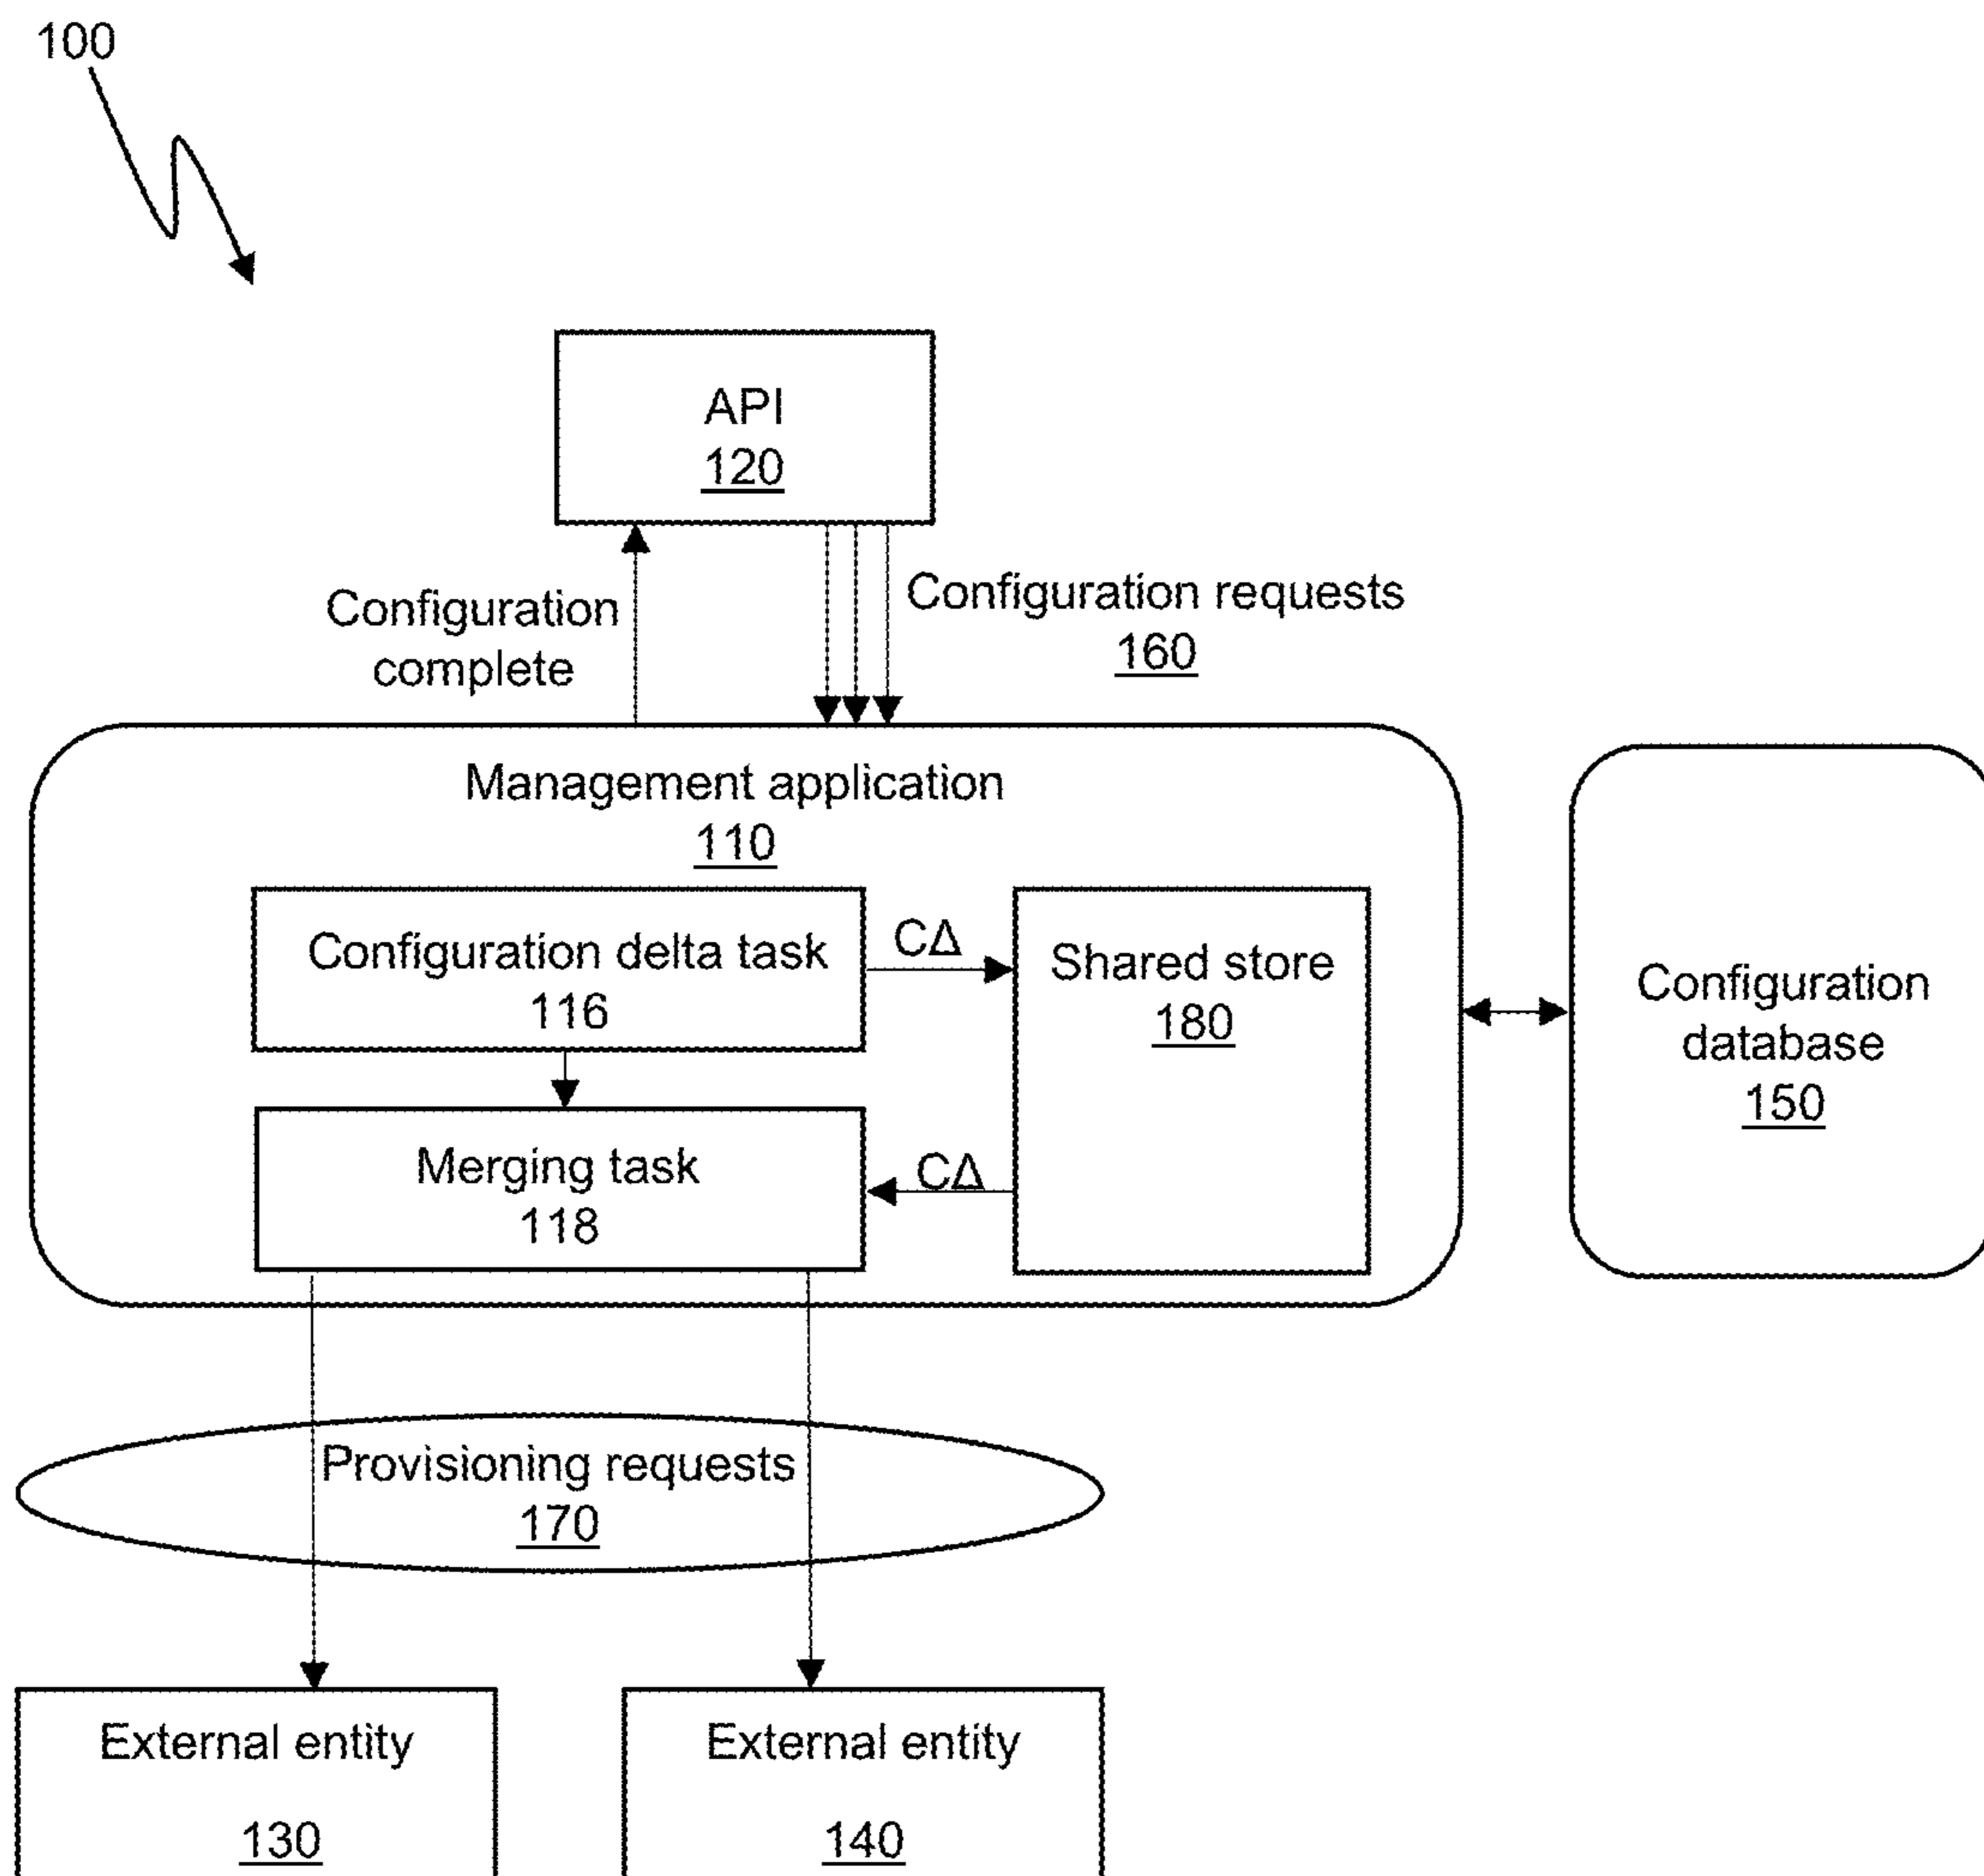 100
API
120
Configuration
complete
Configuration requests
160
Management application
110
Configuration delta task
116
CΔ
Shared store
180
Merging task
118
CΔ
Configuration
database
150
Provisioning requests
170
External entity
130
External entity
140